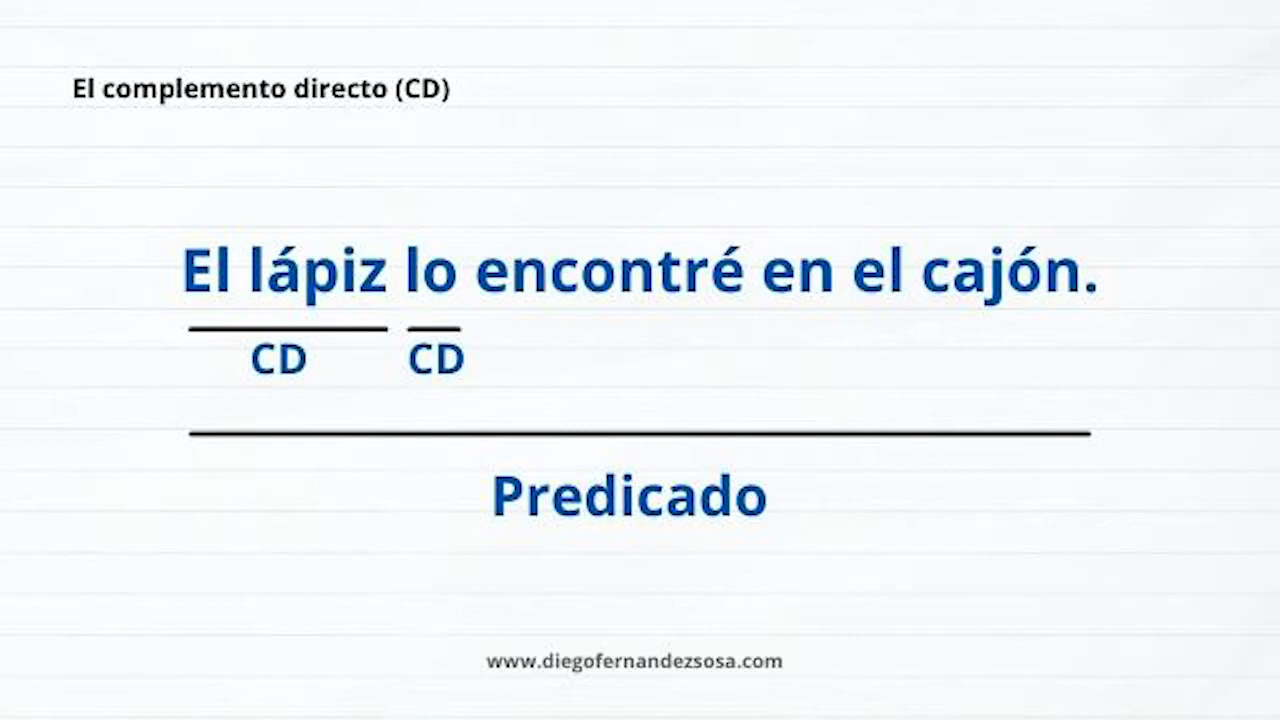 El complemento directo (CD)
El lápiz lo encontré en el cajón.
CD CD
Predicado
www.diegofernandezsosa.com